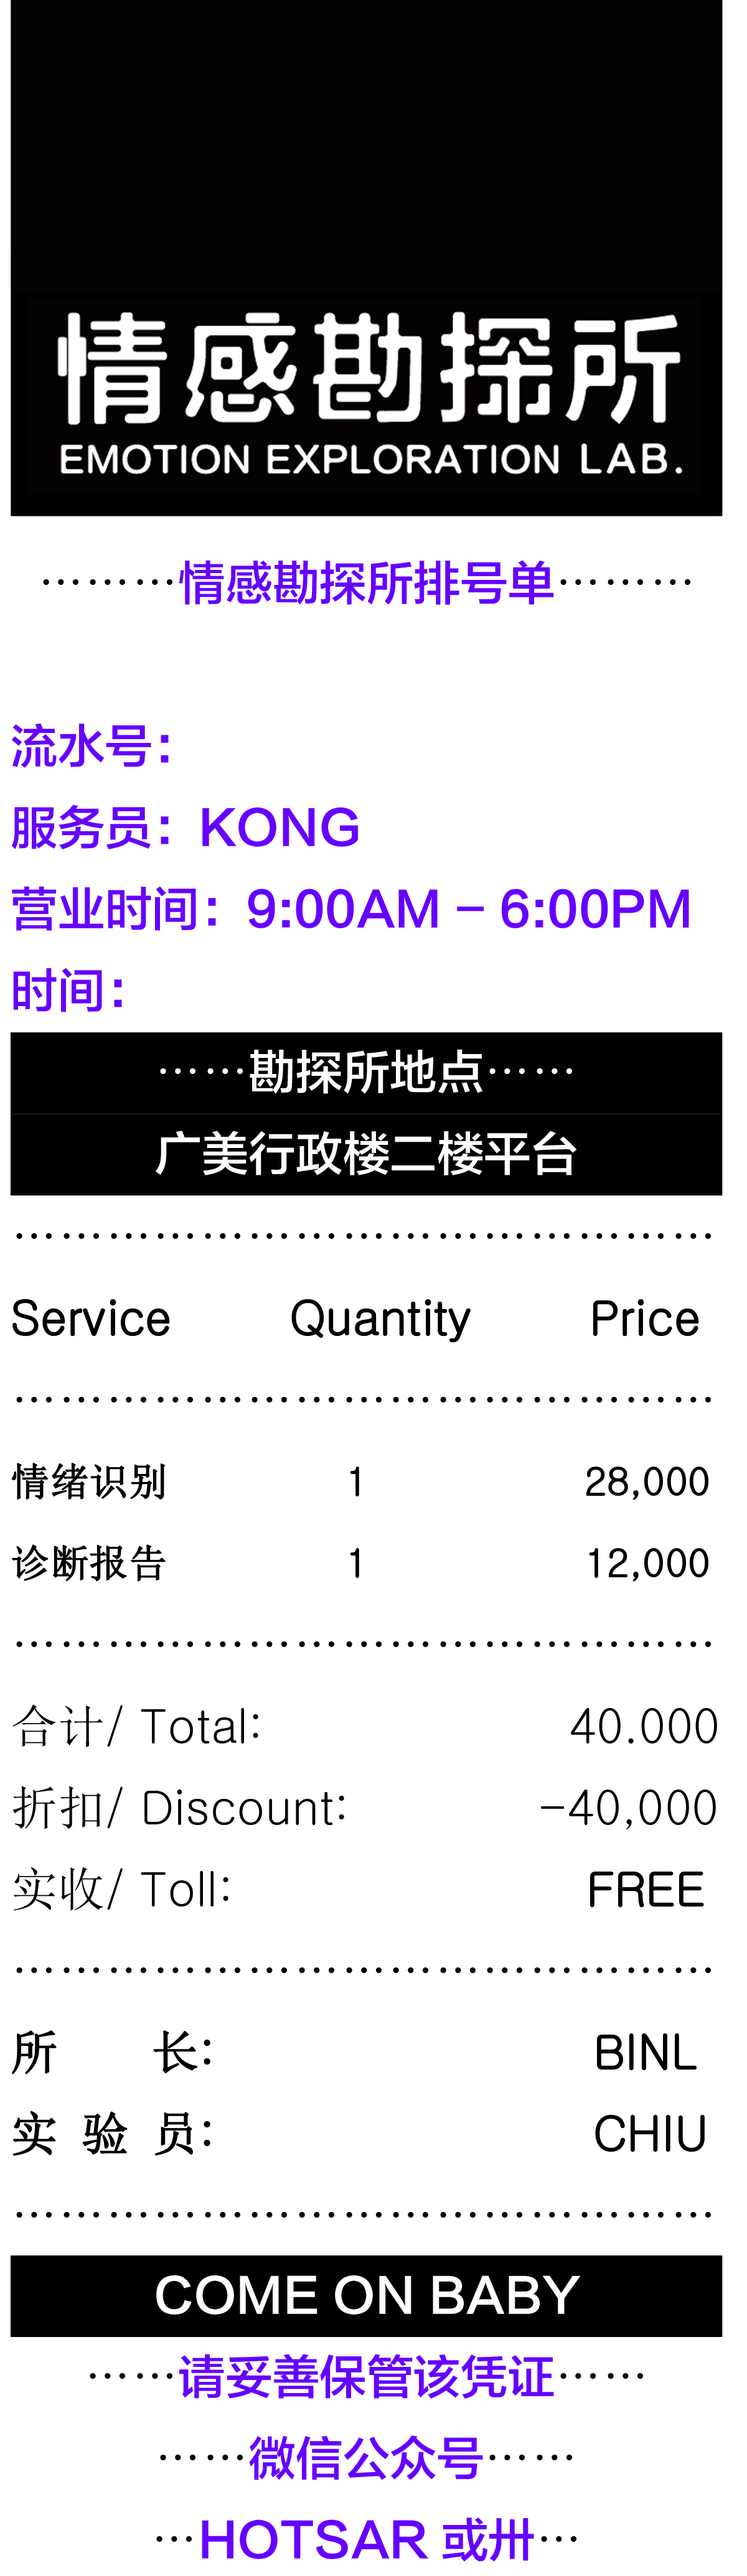 情感勘探所
EMOTION EXPLORATION LAB.
………情感勘探所排号单………
流水号：
服务员：KONG
营业时间：9:00AM – 6:00PM
时间：
……勘探所地点……
广美行政楼二楼平台
Service Quantity Price
情绪识别 1 28,000
诊断报告 1 12,000
合计/ Total: 40.000
折扣/ Discount: -40,000
实收/ Toll: FREE
所 长: BINL
实 验 员: CHIU
COME ON BABY
……请妥善保管该凭证……
……微信公众号……
…HOTSAR 或卅…